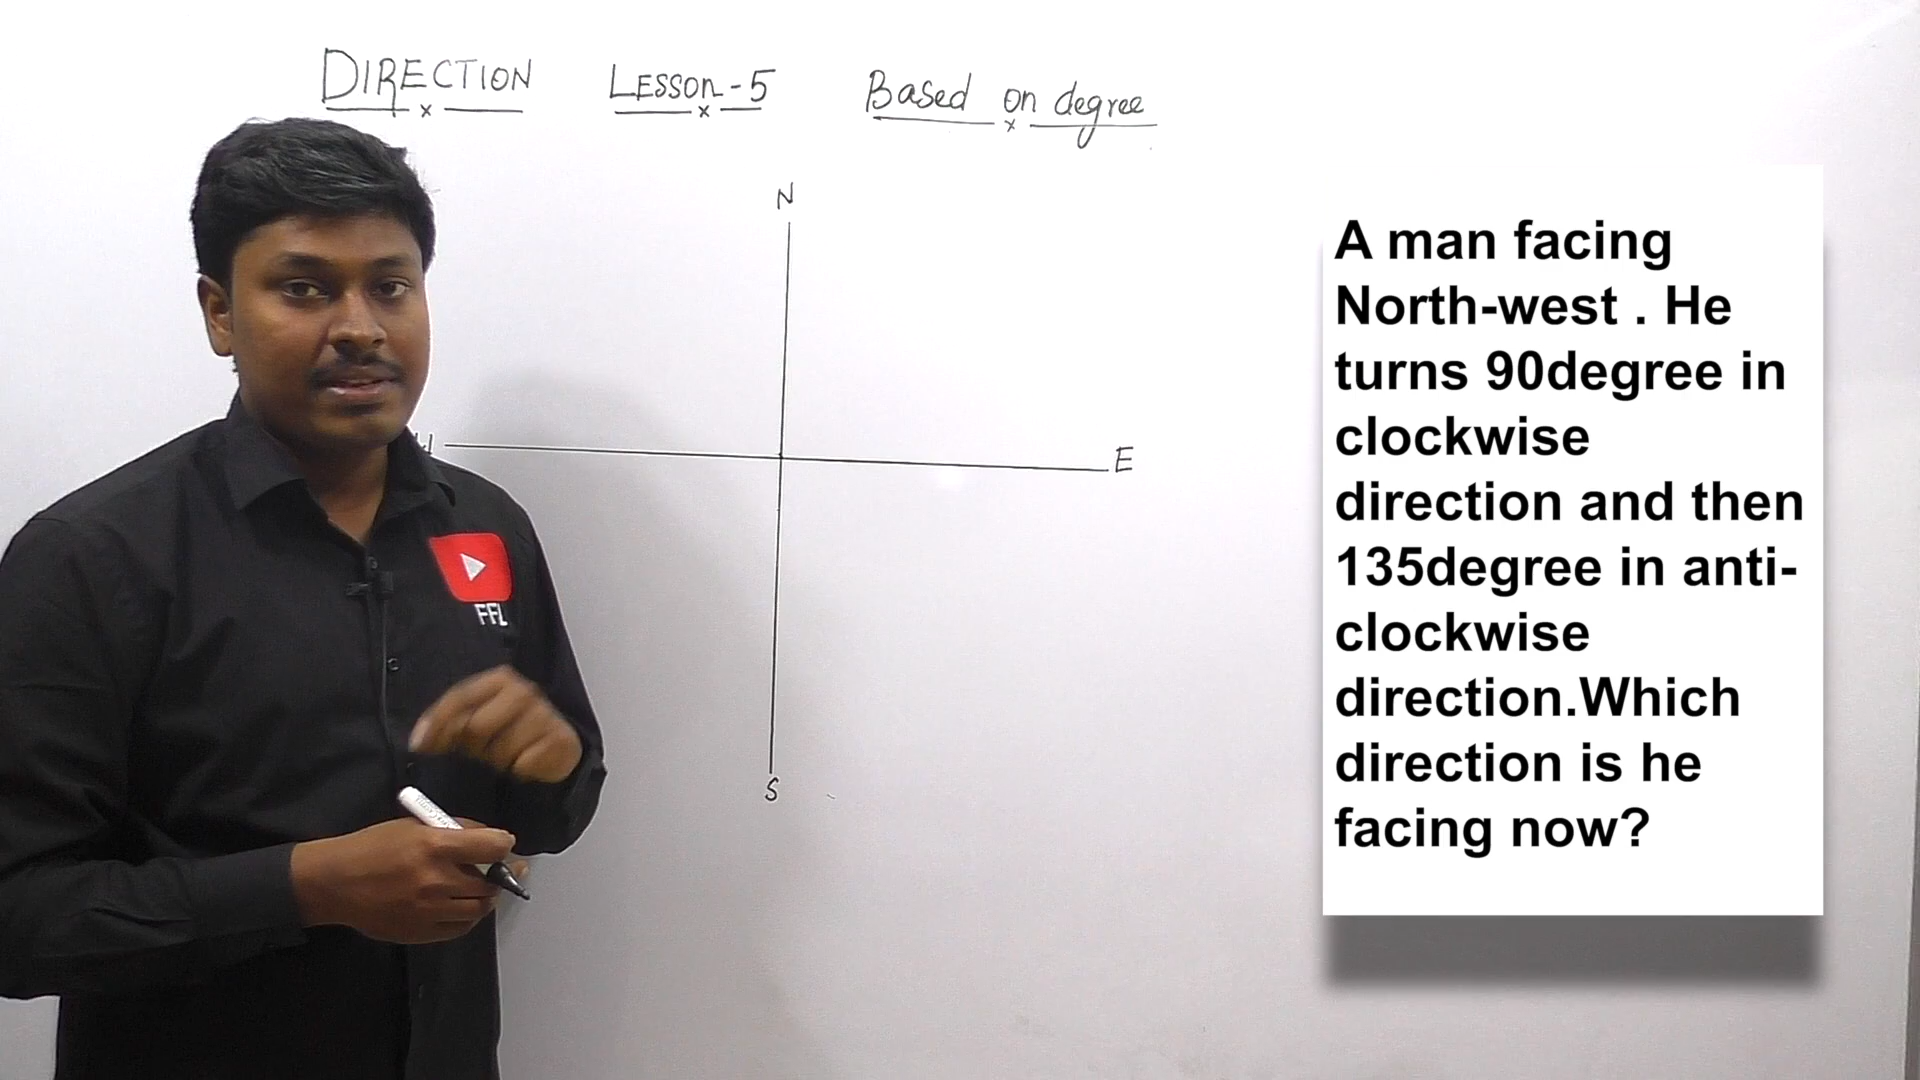 DIRECTION LESSON-5 Based on degree
N
E
S
FFL
A man facing
North-west . He
turns 90degree in
clockwise
direction and then
135degree in anti-
clockwise
direction.Which
direction is he
facing now?